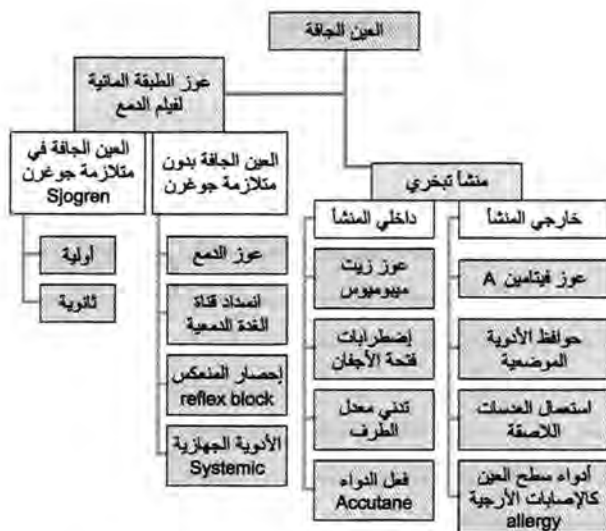 العين الجافة
عوز الطبقة المائية
لفيلم الدمع
العين الجافة في
متلازمة جوغرن
Sjogren
أولية
ثانوية
العين الجافة بدون
متلازمة جوغرن
عوز الدمع
انسداد قناة
الغدة الدمعية
إحصار المنعكس
reflex block
الأدوية الجهازية
Systemic
منشأ تبخري
داخلي المنشأ
عوز زيت
ميبوميوس
إضطرابات
فتحة الأجفان
تدني معدل
الطرف
فعل الدواء
Accutane
خارجي المنشأ
عوز فيتامين A
حوافظ الأدوية
الموضعية
استعمال العدسات
اللاصقة
أدواء سطح العين
كالإصابات الأرجية
allergy